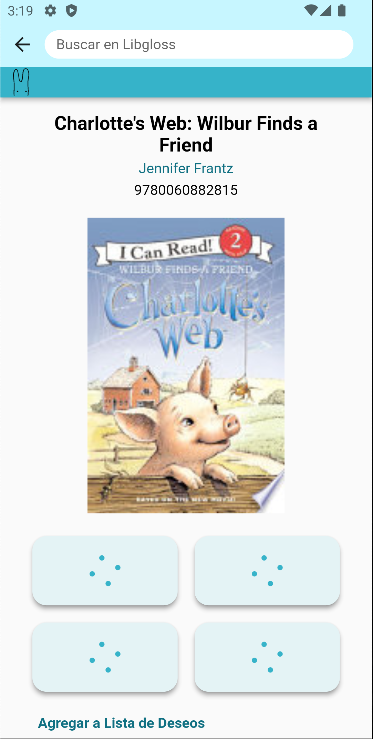 3:19
Buscar en Libgloss
Charlotte's Web: Wilbur Finds a
Friend
Jennifer Frantz
9780060882815
I Can Read!
2
WILBUR FINDS A FRIEND
Charlotte's
Web
BASED ON THE NEW MOVIE!
Agregar a Lista de Deseos